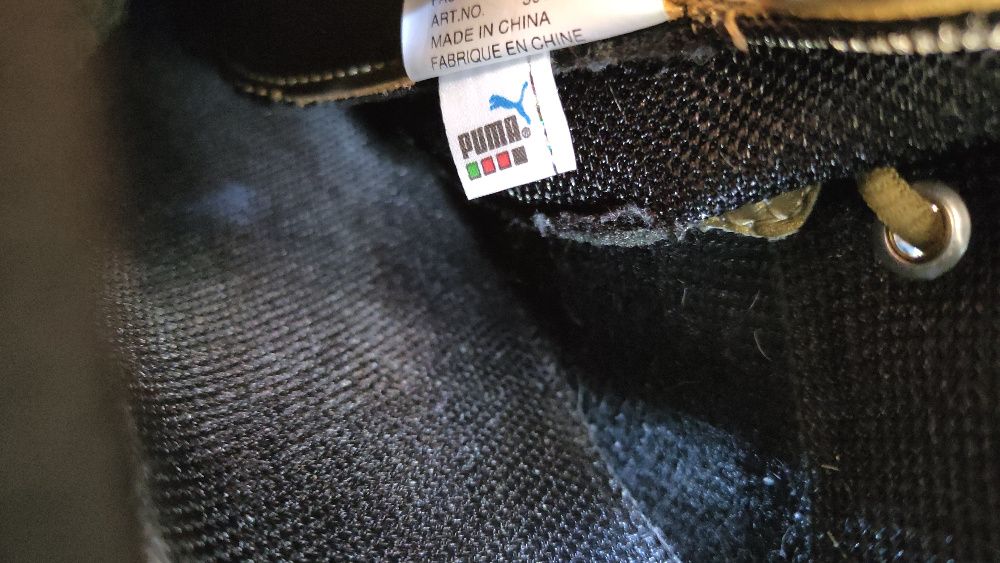 ART.NO.
MADE IN CHINA
FABRIQUE EN CHINE
PUMA®